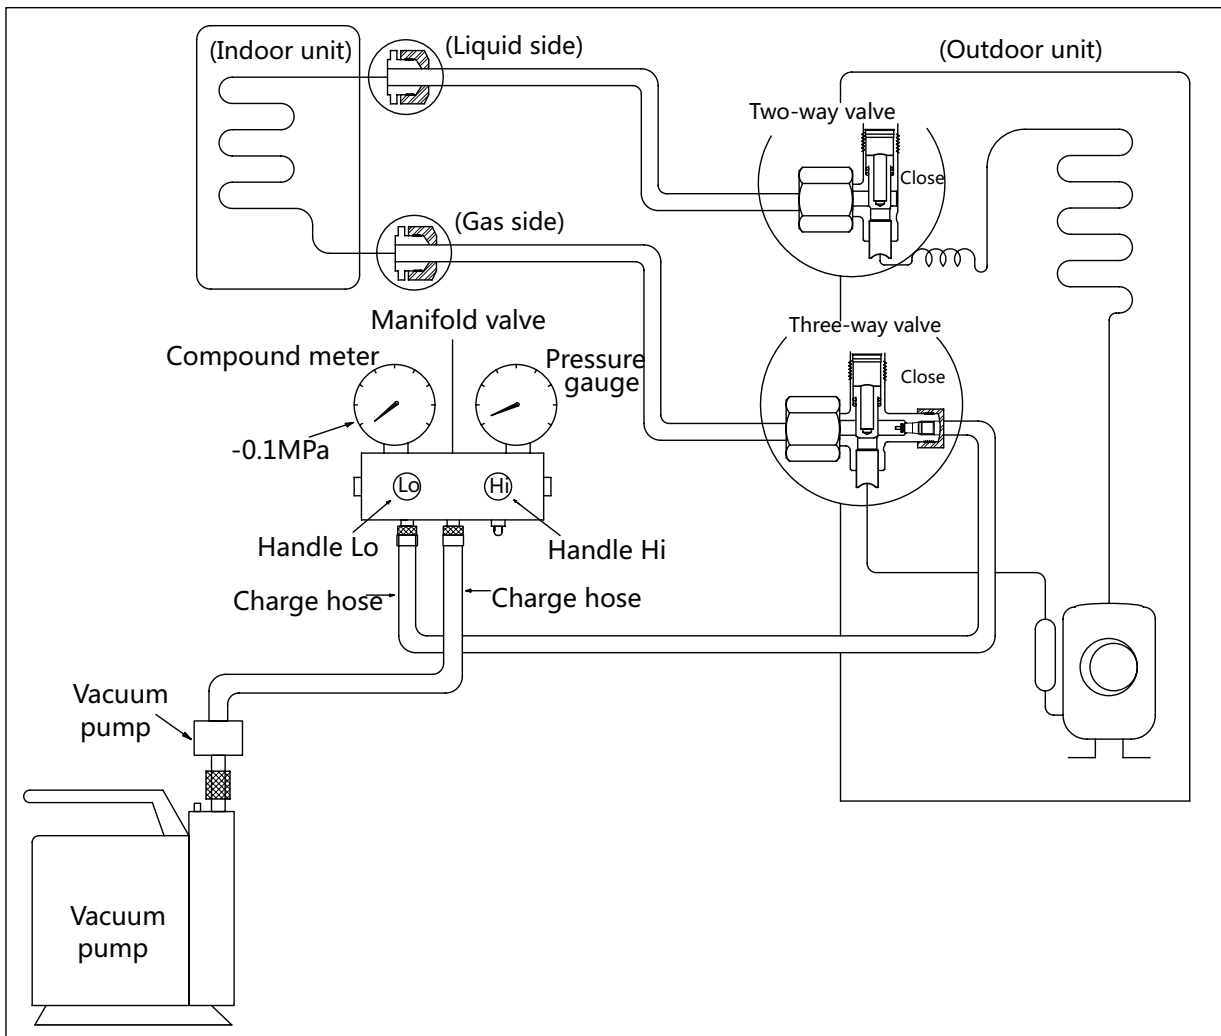 (Indoor unit)
(Liquid side)
(Outdoor unit)
Two-way valve
Close
(Gas side)
Manifold valve
Three-way valve
Compound meter
Pressure
gauge
Close
-0.1MPa
Lo
Hi
Handle Lo
Handle Hi
Charge hose
Charge hose
Vacuum
pump
Vacuum
pump